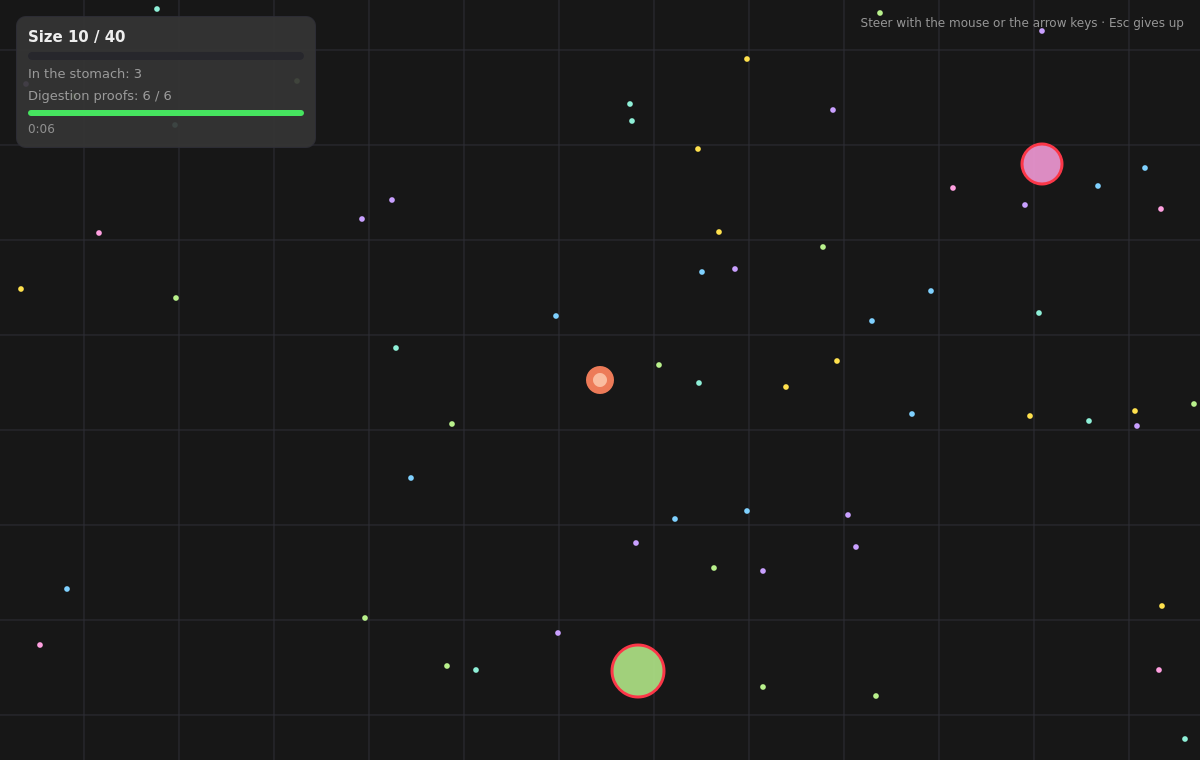 Size 10 / 40
In the stomach: 3
Digestion proofs: 6 / 6
0:06
Steer with the mouse or the arrow keys · Esc gives up